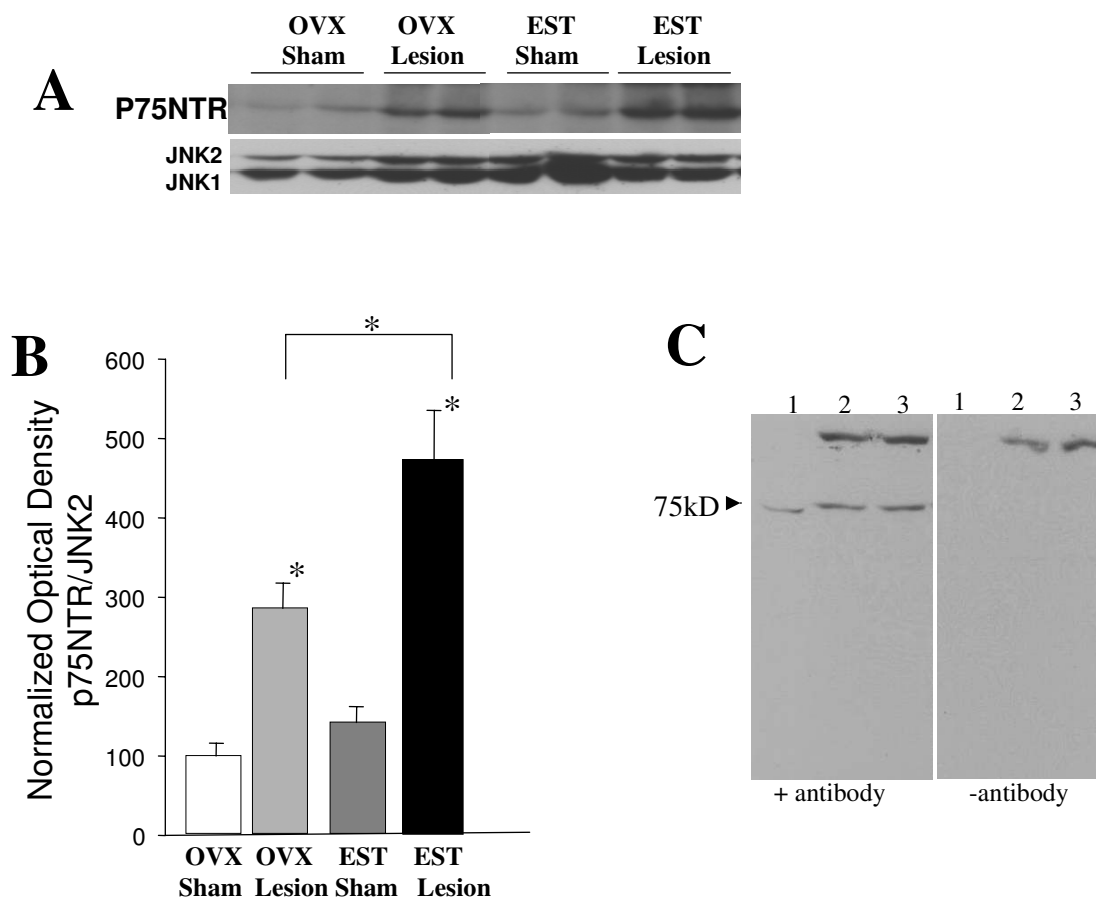 OVX OVX EST EST
Sham Lesion Sham Lesion
A
P75NTR
JNK2
JNK1
B
*
600
500
400
300
200
100
0
Normalized Optical Density
p75NTR/JNK2
*
*
OVX OVX EST EST
Sham Lesion Sham Lesion
C
1 2 3 1 2 3
75kD
+ antibody -antibody